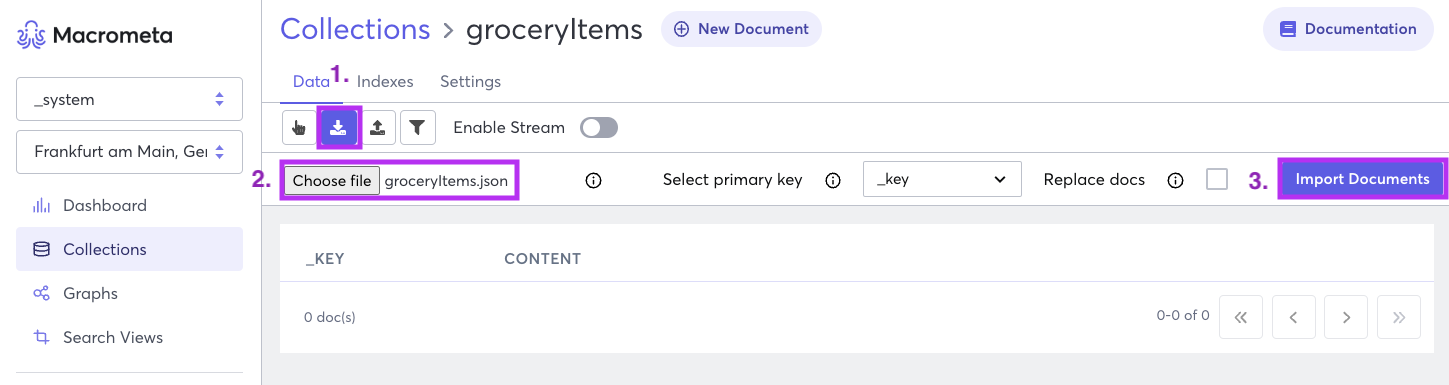 Macrometa
_system
Frankfurt am Main, Ger
Dashboard
Collections
Graphs
Search Views
Collections > groceryItems
New Document
Documentation
1.
Data Indexes Settings
Enable Stream
2. Choose file groceryItems.json Select primary key _key Replace docs 3. Import Documents
_KEY CONTENT
0 doc(s) 0-0 of 0